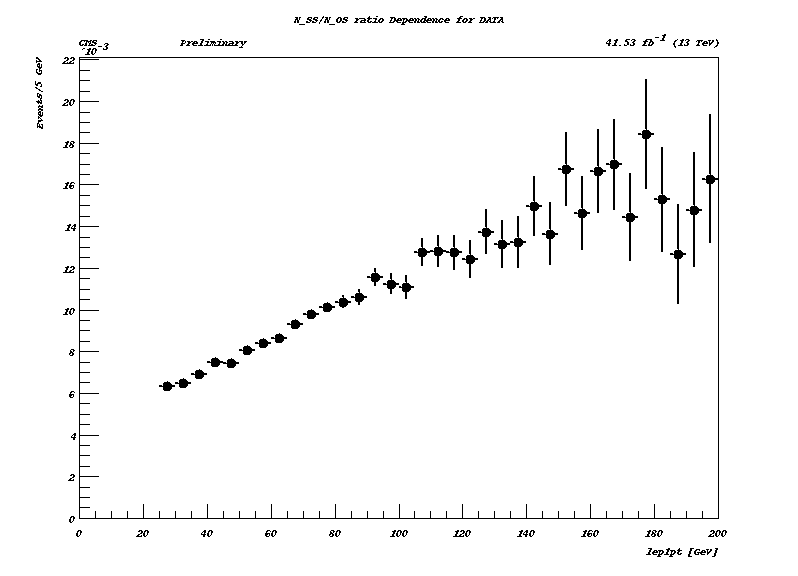 N_SS/N_OS ratio Dependence for DATA
CMS Preliminary 41.53 fb⁻¹ (13 TeV)
×10⁻³
Events/5 GeV
22
20
18
16
14
12
10
8
6
4
2
0
0 20 40 60 80 100 120 140 160 180 200
lep1pt [GeV]